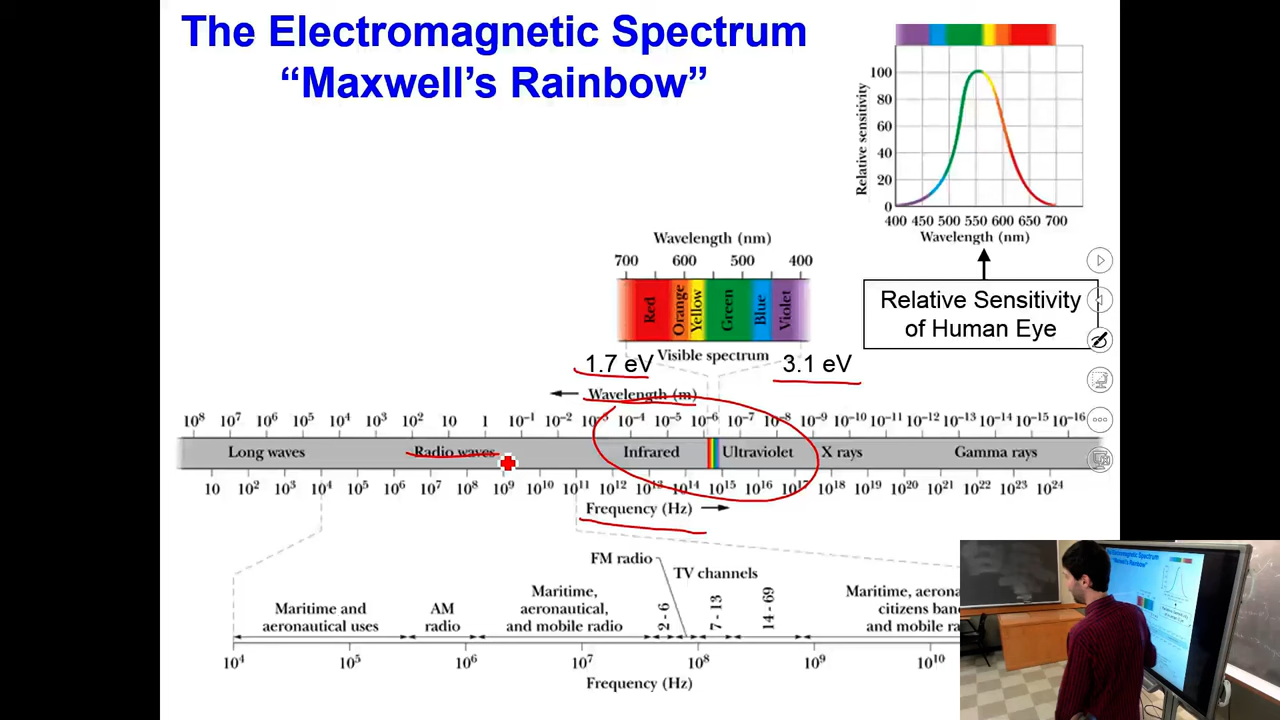 The Electromagnetic Spectrum
“Maxwell’s Rainbow”
100
80
60
40
20
0
Relative sensitivity
400 450 500 550 600 650 700
Wavelength (nm)
Relative Sensitivity
of Human Eye
Wavelength (nm)
700 600 500 400
Red Orange Yellow Green Blue Violet
Visible spectrum
1.7 eV 3.1 eV
Wavelength (m)
10⁸ 10⁷ 10⁶ 10⁵ 10⁴ 10³ 10² 10 1 10⁻¹ 10⁻² 10⁻³ 10⁻⁴ 10⁻⁵ 10⁻⁶ 10⁻⁷ 10⁻⁸ 10⁻⁹ 10⁻¹⁰ 10⁻¹¹ 10⁻¹² 10⁻¹³ 10⁻¹⁴ 10⁻¹⁵ 10⁻¹⁶
Long waves Radio waves Infrared Ultraviolet X rays Gamma rays
10 10² 10³ 10⁴ 10⁵ 10⁶ 10⁷ 10⁸ 10⁹ 10¹⁰ 10¹¹ 10¹² 10¹³ 10¹⁴ 10¹⁵ 10¹⁶ 10¹⁷ 10¹⁸ 10¹⁹ 10²⁰ 10²¹ 10²² 10²³ 10²⁴
Frequency (Hz)
FM radio
TV channels
Maritime and
aeronautical uses
AM
radio
Maritime,
aeronautical,
and mobile radio
2 - 6
7 - 13
14 - 69
Maritime, aerona
citizens ban
and mobile ra
10⁴ 10⁵ 10⁶ 10⁷ 10⁸ 10⁹ 10¹⁰
Frequency (Hz)
The Electromagnetic Spectrum
"Maxwell's Rainbow"